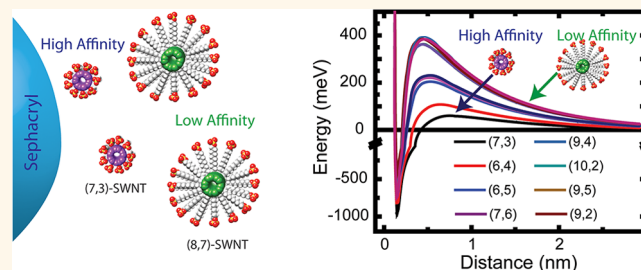 High Affinity
Sephacryl
Low Affinity
(7,3)-SWNT
(8,7)-SWNT
Energy (meV)
400
200
0
-500
-1000
High Affinity
Low Affinity
(7,3)
(9,4)
(6,4)
(10,2)
(6,5)
(9,5)
(7,6)
(9,2)
0
1
2
Distance (nm)